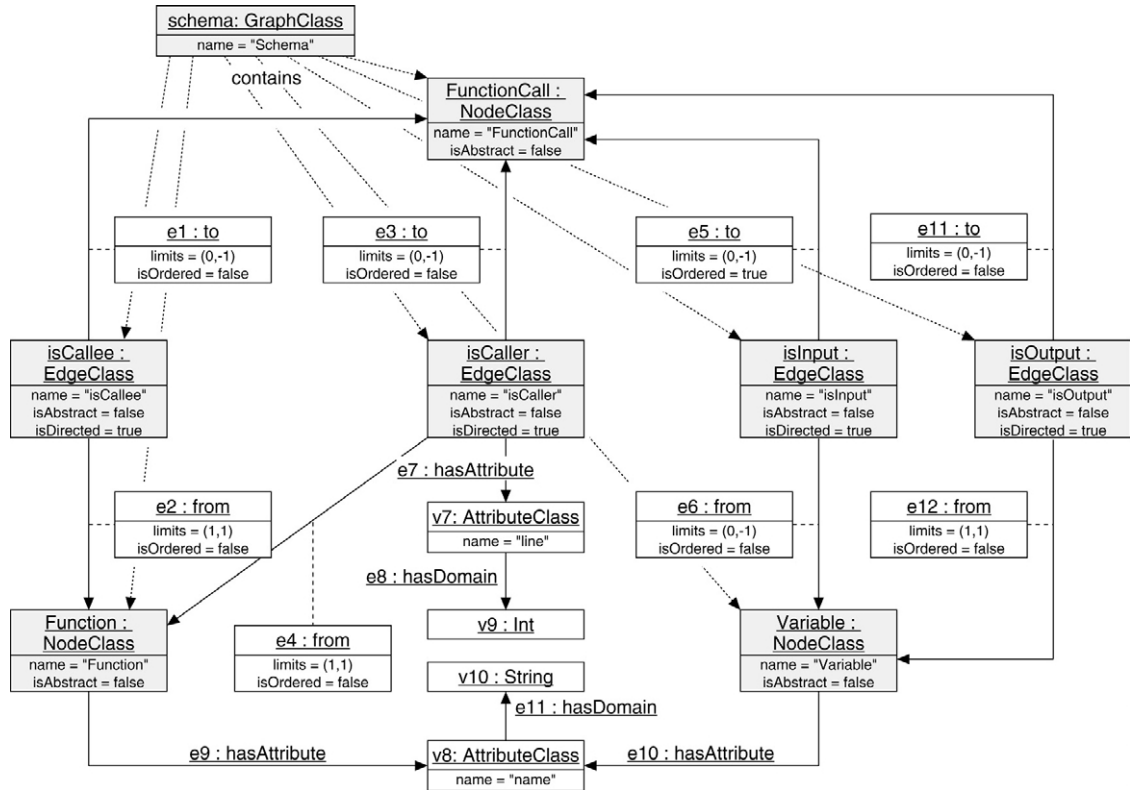 schema: GraphClass
name = "Schema"
contains
FunctionCall :
NodeClass
name = "FunctionCall"
isAbstract = false
e1 : to
limits = (0,-1)
isOrdered = false
e3 : to
limits = (0,-1)
isOrdered = false
e5 : to
limits = (0,-1)
isOrdered = true
e11 : to
limits = (0,-1)
isOrdered = false
isCallee :
EdgeClass
name = "isCallee"
isAbstract = false
isDirected = true
isCaller :
EdgeClass
name = "isCaller"
isAbstract = false
isDirected = true
isInput :
EdgeClass
name = "isInput"
isAbstract = false
isDirected = true
isOutput :
EdgeClass
name = "isOutput"
isAbstract = false
isDirected = true
e7 : hasAttribute
e2 : from
limits = (1,1)
isOrdered = false
v7: AttributeClass
name = "line"
e6 : from
limits = (0,-1)
isOrdered = false
e12 : from
limits = (1,1)
isOrdered = false
e8 : hasDomain
Function :
NodeClass
name = "Function"
isAbstract = false
e4 : from
limits = (1,1)
isOrdered = false
v9 : Int
v10 : String
Variable :
NodeClass
name = "Variable"
isAbstract = false
e11 : hasDomain
e9 : hasAttribute
v8: AttributeClass
name = "name"
e10 : hasAttribute